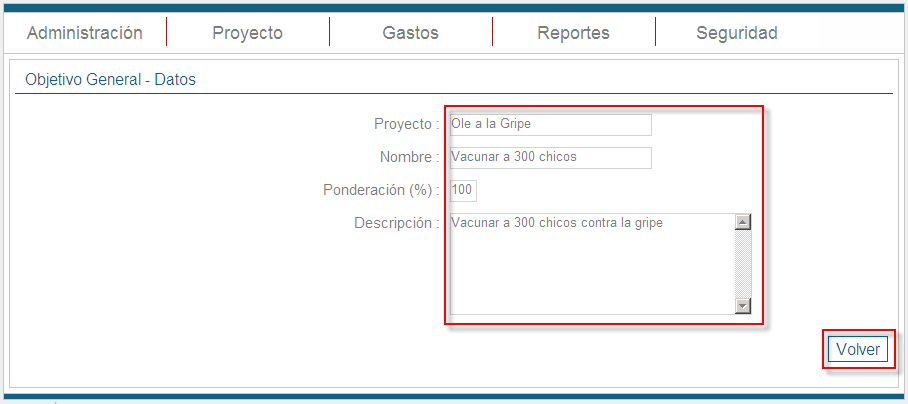 Administración Proyecto Gastos Reportes Seguridad
Objetivo General - Datos
Proyecto : Ole a la Gripe
Nombre : Vacunar a 300 chicos
Ponderación (%) : 100
Descripción : Vacunar a 300 chicos contra la gripe
Volver